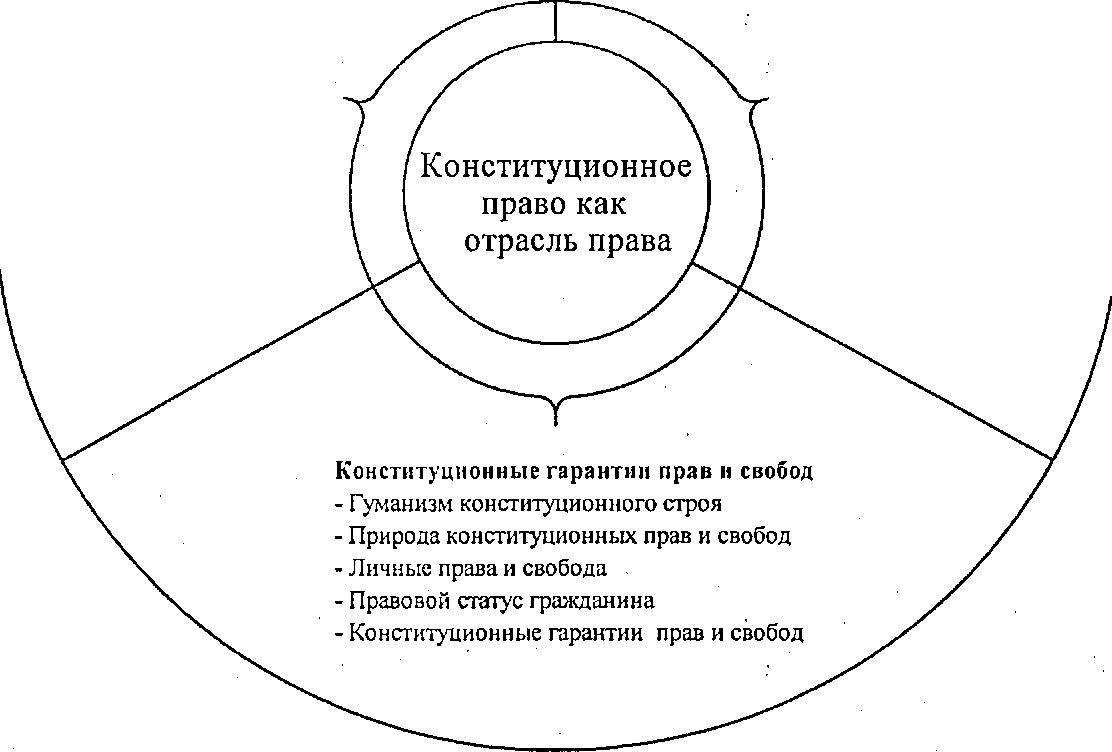 Конституционное
право как
отрасль права
Конституционные гарантии прав и свобод
- Гуманизм конституционного строя
- Природа конституционных прав и свобод
- Личные права и свобода
- Правовой статус гражданина
- Конституционные гарантии прав и свобод